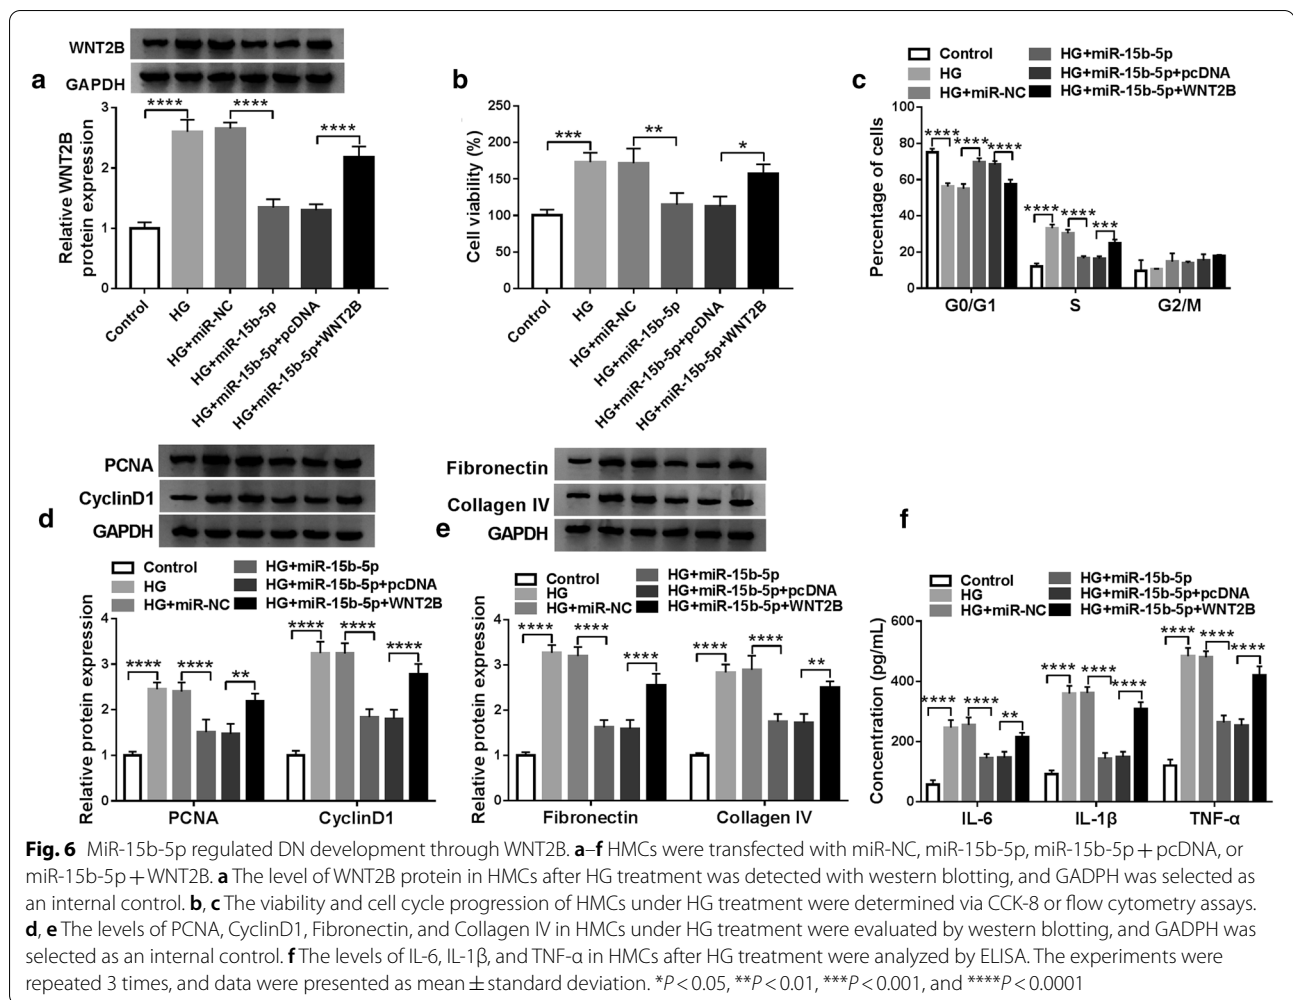 WNT2B
GAPDH
a
Relative WNT2B
protein expression
3
2
1
0
****
****
****
Control
HG
HG+miR-NC
HG+miR-15b-5p
HG+miR-15b-5p+pcDNA
HG+miR-15b-5p+WNT2B
b
Cell viability (%)
250
200
150
100
50
0
***
**
*
Control
HG
HG+miR-NC
HG+miR-15b-5p
HG+miR-15b-5p+pcDNA
HG+miR-15b-5p+WNT2B
c
Control
HG
HG+miR-NC
HG+miR-15b-5p
HG+miR-15b-5p+pcDNA
HG+miR-15b-5p+WNT2B
Percentage of cells
100
80
60
40
20
0
****
****
****
****
****
***
G0/G1
S
G2/M
PCNA
CyclinD1
GAPDH
d
Control
HG
HG+miR-NC
HG+miR-15b-5p
HG+miR-15b-5p+pcDNA
HG+miR-15b-5p+WNT2B
Relative protein expression
4
3
2
1
0
****
****
**
****
****
****
PCNA
CyclinD1
Fibronectin
Collagen IV
GAPDH
e
Control
HG
HG+miR-NC
HG+miR-15b-5p
HG+miR-15b-5p+pcDNA
HG+miR-15b-5p+WNT2B
Relative protein expression
4
3
2
1
0
****
****
****
****
****
**
Fibronectin
Collagen IV
f
Control
HG
HG+miR-NC
HG+miR-15b-5p
HG+miR-15b-5p+pcDNA
HG+miR-15b-5p+WNT2B
Concentration (pg/mL)
600
400
200
0
****
****
**
****
****
****
****
****
****
IL-6
IL-1β
TNF-α
Fig. 6 MiR-15b-5p regulated DN development through WNT2B. a–f HMCs were transfected with miR-NC, miR-15b-5p, miR-15b-5p + pcDNA, or
miR-15b-5p + WNT2B. a The level of WNT2B protein in HMCs after HG treatment was detected with western blotting, and GADPH was selected as
an internal control. b, c The viability and cell cycle progression of HMCs under HG treatment were determined via CCK-8 or flow cytometry assays.
d, e The levels of PCNA, CyclinD1, Fibronectin, and Collagen IV in HMCs under HG treatment were evaluated by western blotting, and GADPH was
selected as an internal control. f The levels of IL-6, IL-1β, and TNF-α in HMCs after HG treatment were analyzed by ELISA. The experiments were
repeated 3 times, and data were presented as mean ± standard deviation. *P < 0.05, **P < 0.01, ***P < 0.001, and ****P < 0.0001